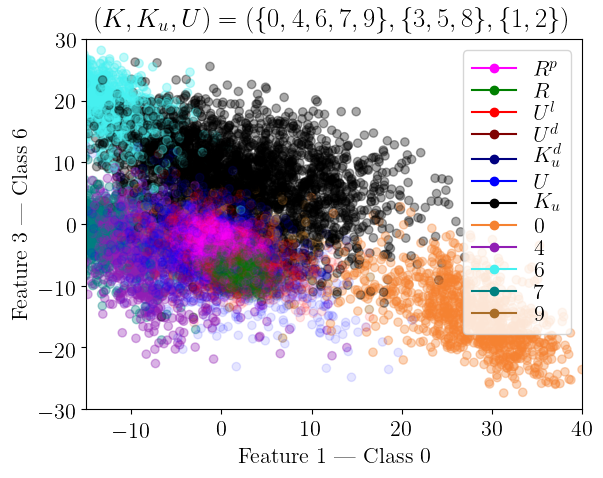 (K, K_u, U) = ({0, 4, 6, 7, 9}, {3, 5, 8}, {1, 2})
30
20
10
0
−10
−20
−30
Feature 3 — Class 6
R^p
R
U^l
U^d
K_u^d
U
K_u
0
4
6
7
9
−10
0
10
20
30
40
Feature 1 — Class 0